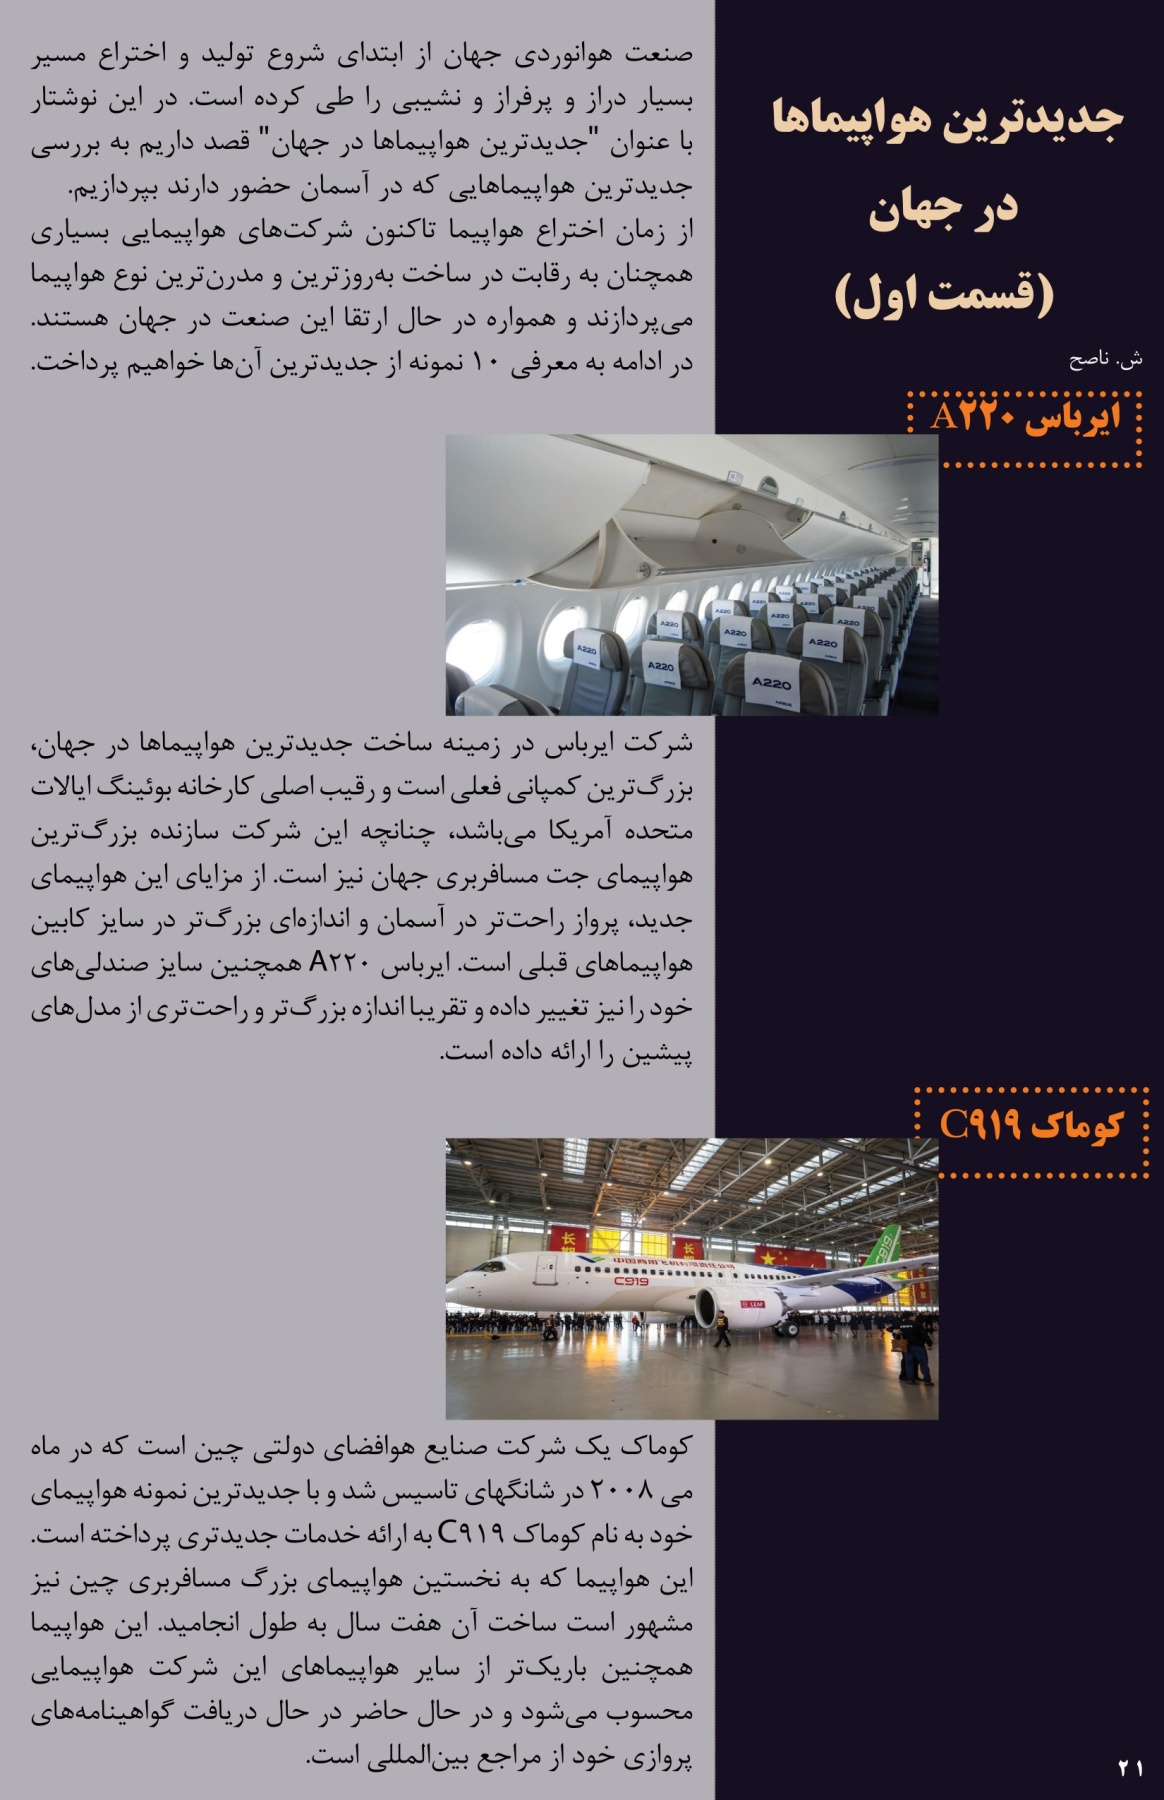 جدیدترین هواپیماها
در جهان
(قسمت اول)
ش. ناصح
صنعت هوانوردی جهان از ابتدای شروع تولید و اختراع مسیر
بسیار دراز و پرفراز و نشیبی را طی کرده است. در این نوشتار
با عنوان "جدیدترین هواپیماها در جهان" قصد داریم به بررسی
جدیدترین هواپیماهایی که در آسمان حضور دارند بپردازیم.
از زمان اختراع هواپیما تاکنون شرکت‌های هواپیمایی بسیاری
همچنان به رقابت در ساخت به‌روزترین و مدرن‌ترین نوع هواپیما
می‌پردازند و همواره در حال ارتقا این صنعت در جهان هستند.
در ادامه به معرفی ۱۰ نمونه از جدیدترین آن‌ها خواهیم پرداخت.
ایرباس A۲۲۰
A220
A220
A220
A220
A220
A220
A220
A220
شرکت ایرباس در زمینه ساخت جدیدترین هواپیماها در جهان،
بزرگ‌ترین کمپانی فعلی است و رقیب اصلی کارخانه بوئینگ ایالات
متحده آمریکا می‌باشد، چنانچه این شرکت سازنده بزرگ‌ترین
هواپیمای جت مسافربری جهان نیز است. از مزایای این هواپیمای
جدید، پرواز راحت‌تر در آسمان و اندازه‌ای بزرگ‌تر در سایز کابین
هواپیماهای قبلی است. ایرباس A۲۲۰ همچنین سایز صندلی‌های
خود را نیز تغییر داده و تقریبا اندازه بزرگ‌تر و راحت‌تری از مدل‌های
پیشین را ارائه داده است.
کوماک C۹۱۹
C919
C919
LEAP
کوماک یک شرکت صنایع هوافضای دولتی چین است که در ماه
می ۲۰۰۸ در شانگهای تاسیس شد و با جدیدترین نمونه هواپیمای
خود به نام کوماک C۹۱۹ به ارائه خدمات جدیدتری پرداخته است.
این هواپیما که به نخستین هواپیمای بزرگ مسافربری چین نیز
مشهور است ساخت آن هفت سال به طول انجامید. این هواپیما
همچنین باریک‌تر از سایر هواپیماهای این شرکت هواپیمایی
محسوب می‌شود و در حال حاضر در حال دریافت گواهینامه‌های
پروازی خود از مراجع بین‌المللی است.
۲۱